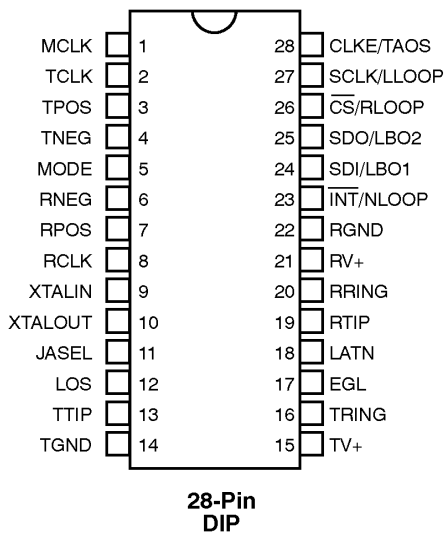 MCLK 1 28 CLKE/TAOS
TCLK 2 27 SCLK/LLOOP
TPOS 3 26 C̅S̅/RLOOP
TNEG 4 25 SDO/LBO2
MODE 5 24 SDI/LBO1
RNEG 6 23 I̅N̅T̅/NLOOP
RPOS 7 22 RGND
RCLK 8 21 RV+
XTALIN 9 20 RRING
XTALOUT 10 19 RTIP
JASEL 11 18 LATN
LOS 12 17 EGL
TTIP 13 16 TRING
TGND 14 15 TV+
28-Pin
DIP